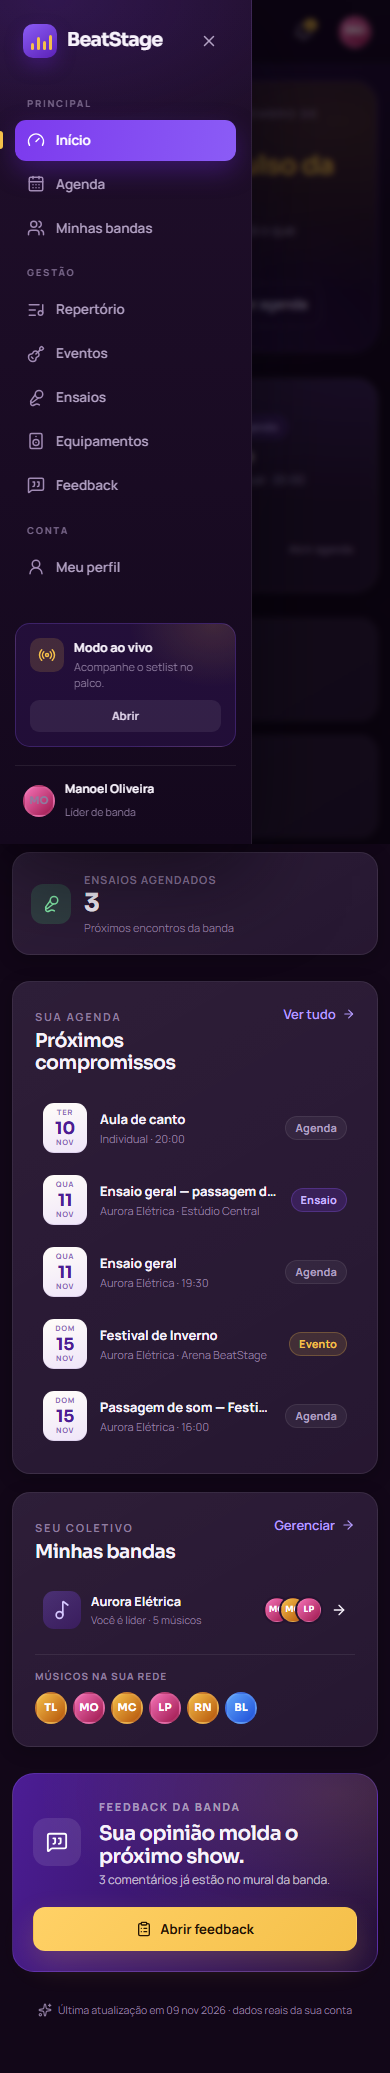 BeatStage
PRINCIPAL
Início
Agenda
Minhas bandas
GESTÃO
Repertório
Eventos
Ensaios
Equipamentos
Feedback
CONTA
Meu perfil
Modo ao vivo
Acompanhe o setlist no
palco.
Abrir
MO
Manoel Oliveira
Líder de banda
ENSAIOS AGENDADOS
3
Próximos encontros da banda
SUA AGENDA
Ver tudo
Próximos
compromissos
TER
10
NOV
Aula de canto
Individual · 20:00
Agenda
QUA
11
NOV
Ensaio geral — passagem d...
Aurora Elétrica · Estúdio Central
Ensaio
QUA
11
NOV
Ensaio geral
Aurora Elétrica · 19:30
Agenda
DOM
15
NOV
Festival de Inverno
Aurora Elétrica · Arena BeatStage
Evento
DOM
15
NOV
Passagem de som — Festi...
Aurora Elétrica · 16:00
Agenda
SEU COLETIVO
Gerenciar
Minhas bandas
Aurora Elétrica
Você é líder · 5 músicos
LP
MÚSICOS NA SUA REDE
TL MO MC LP RN BL
FEEDBACK DA BANDA
Sua opinião molda o
próximo show.
3 comentários já estão no mural da banda.
Abrir feedback
Última atualização em 09 nov 2026 · dados reais da sua conta